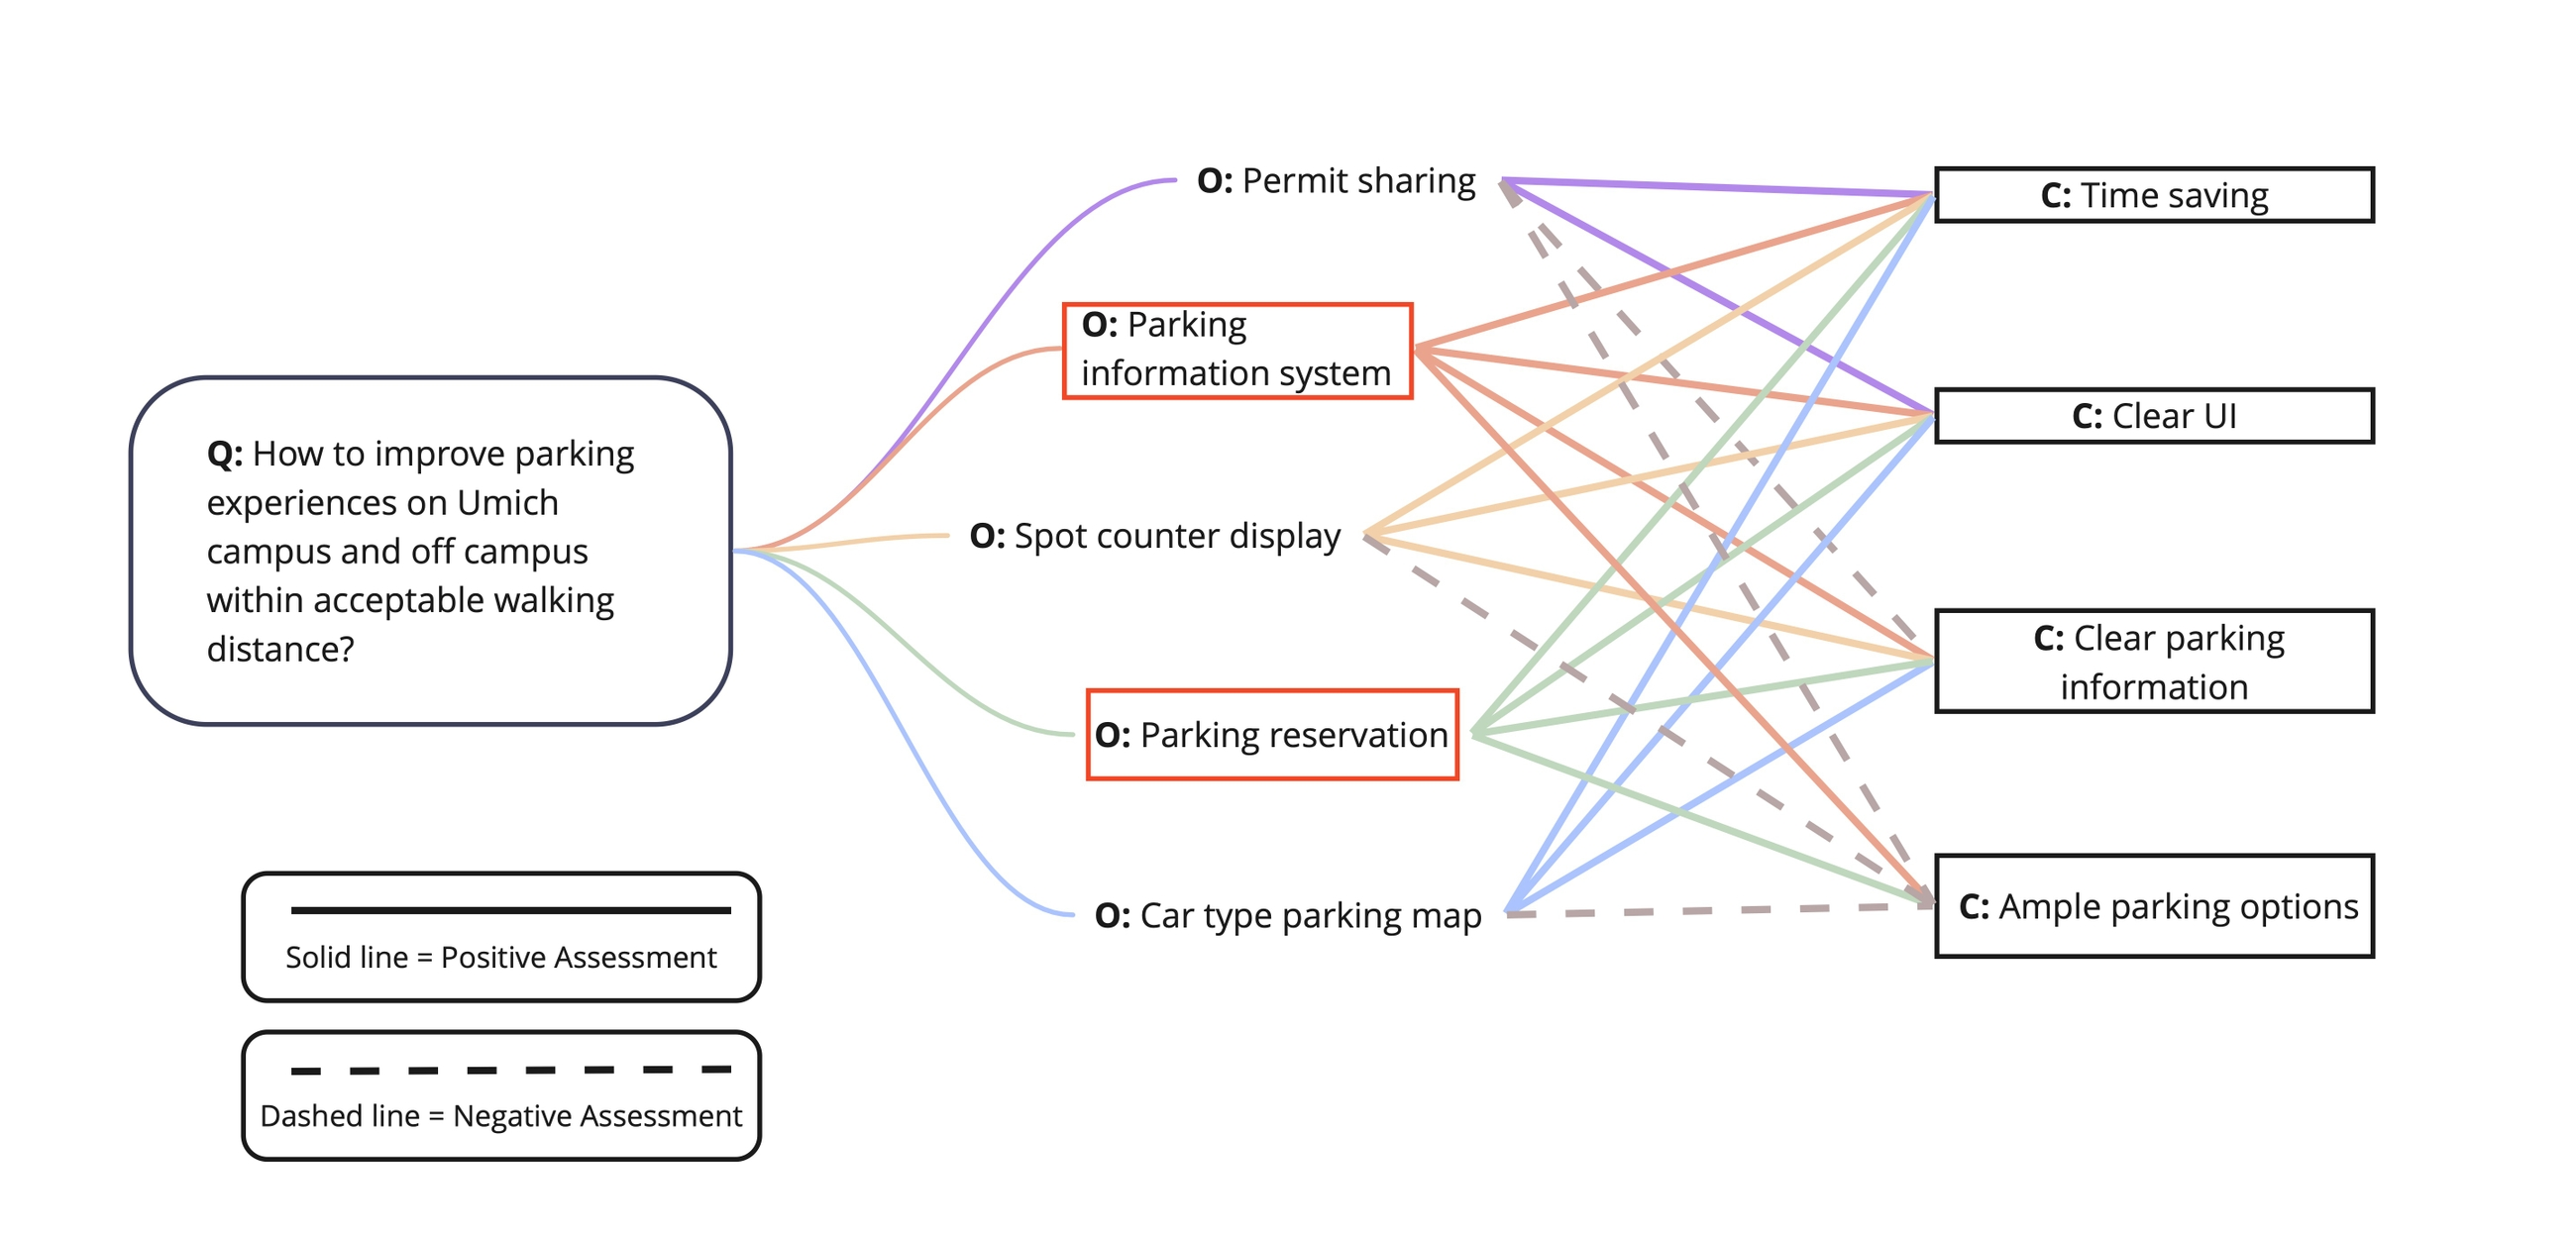 Q: How to improve parking
experiences on Umich
campus and off campus
within acceptable walking
distance?
Solid line = Positive Assessment
Dashed line = Negative Assessment
O: Permit sharing
O: Parking
information system
O: Spot counter display
O: Parking reservation
O: Car type parking map
C: Time saving
C: Clear UI
C: Clear parking
information
C: Ample parking options